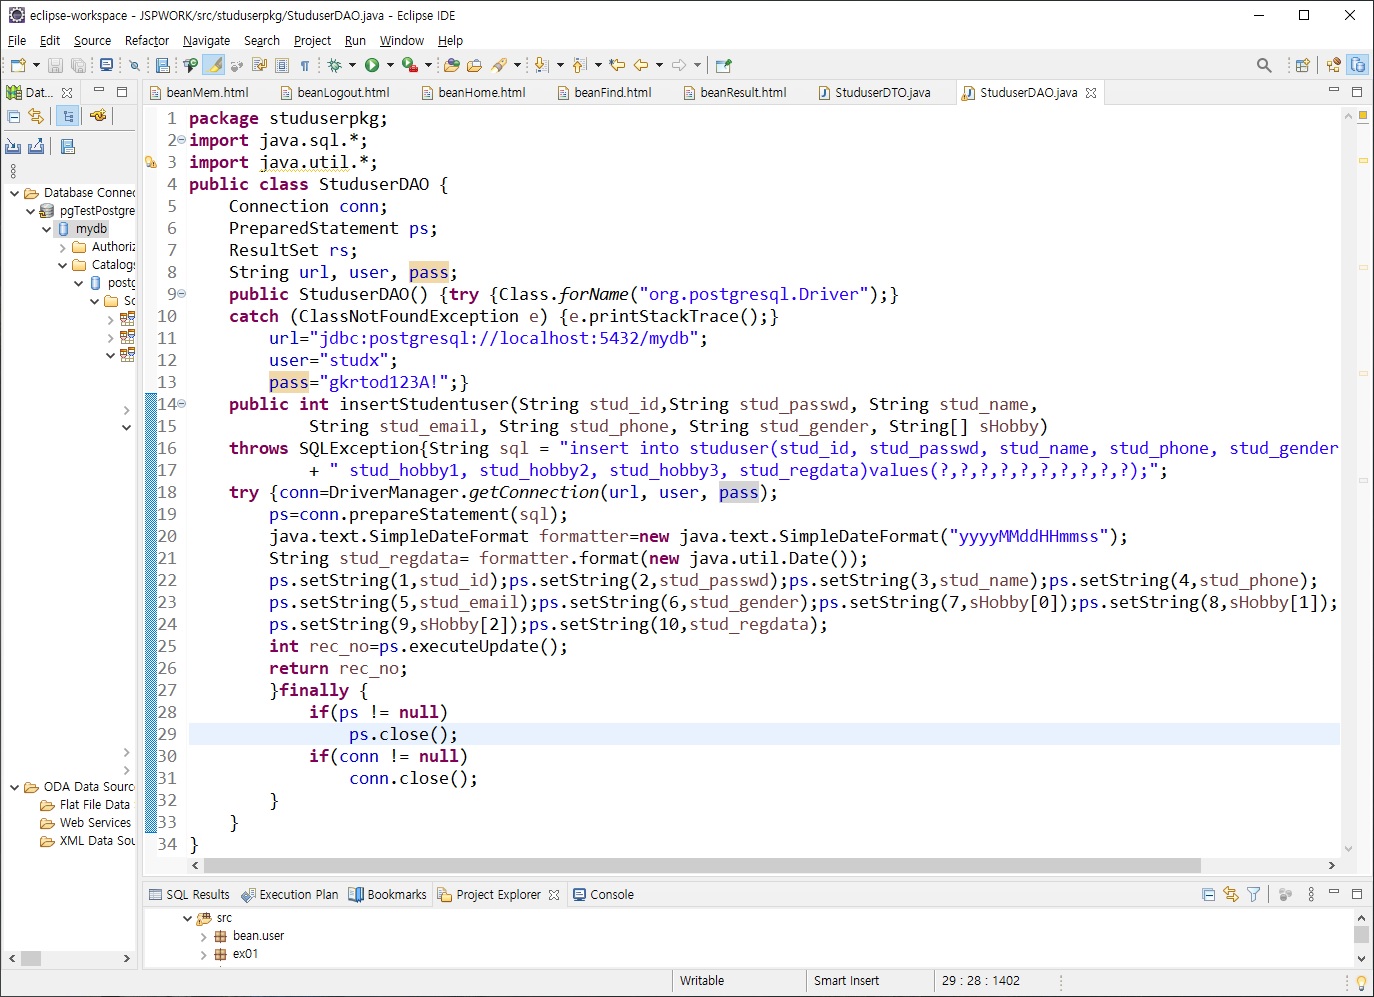 eclipse-workspace - JSPWORK/src/studuserpkg/StuduserDAO.java - Eclipse IDE
File Edit Source Refactor Navigate Search Project Run Window Help
Dat...
beanMem.html beanLogout.html beanHome.html beanFind.html beanResult.html StuduserDTO.java StuduserDAO.java
Database Connec
pgTestPostgre
mydb
Authoriz
Catalogs
postg
Sc
ODA Data Sourc
Flat File Data
Web Services
XML Data Sou
1 package studuserpkg;
2 import java.sql.*;
3 import java.util.*;
4 public class StuduserDAO {
5 Connection conn;
6 PreparedStatement ps;
7 ResultSet rs;
8 String url, user, pass;
9 public StuduserDAO() {try {Class.forName("org.postgresql.Driver");}
10 catch (ClassNotFoundException e) {e.printStackTrace();}
11 url="jdbc:postgresql://localhost:5432/mydb";
12 user="studx";
13 pass="gkrtod123A!";}
14 public int insertStudentuser(String stud_id,String stud_passwd, String stud_name,
15 String stud_email, String stud_phone, String stud_gender, String[] sHobby)
16 throws SQLException{String sql = "insert into studuser(stud_id, stud_passwd, stud_name, stud_phone, stud_gender
17 + " stud_hobby1, stud_hobby2, stud_hobby3, stud_regdata)values(?,?,?,?,?,?,?,?,?,?);";
18 try {conn=DriverManager.getConnection(url, user, pass);
19 ps=conn.prepareStatement(sql);
20 java.text.SimpleDateFormat formatter=new java.text.SimpleDateFormat("yyyyMMddHHmmss");
21 String stud_regdata= formatter.format(new java.util.Date());
22 ps.setString(1,stud_id);ps.setString(2,stud_passwd);ps.setString(3,stud_name);ps.setString(4,stud_phone);
23 ps.setString(5,stud_email);ps.setString(6,stud_gender);ps.setString(7,sHobby[0]);ps.setString(8,sHobby[1]);
24 ps.setString(9,sHobby[2]);ps.setString(10,stud_regdata);
25 int rec_no=ps.executeUpdate();
26 return rec_no;
27 }finally {
28 if(ps != null)
29 ps.close();
30 if(conn != null)
31 conn.close();
32 }
33 }
34 }
SQL Results Execution Plan Bookmarks Project Explorer Console
src
bean.user
ex01
Writable Smart Insert 29 : 28 : 1402